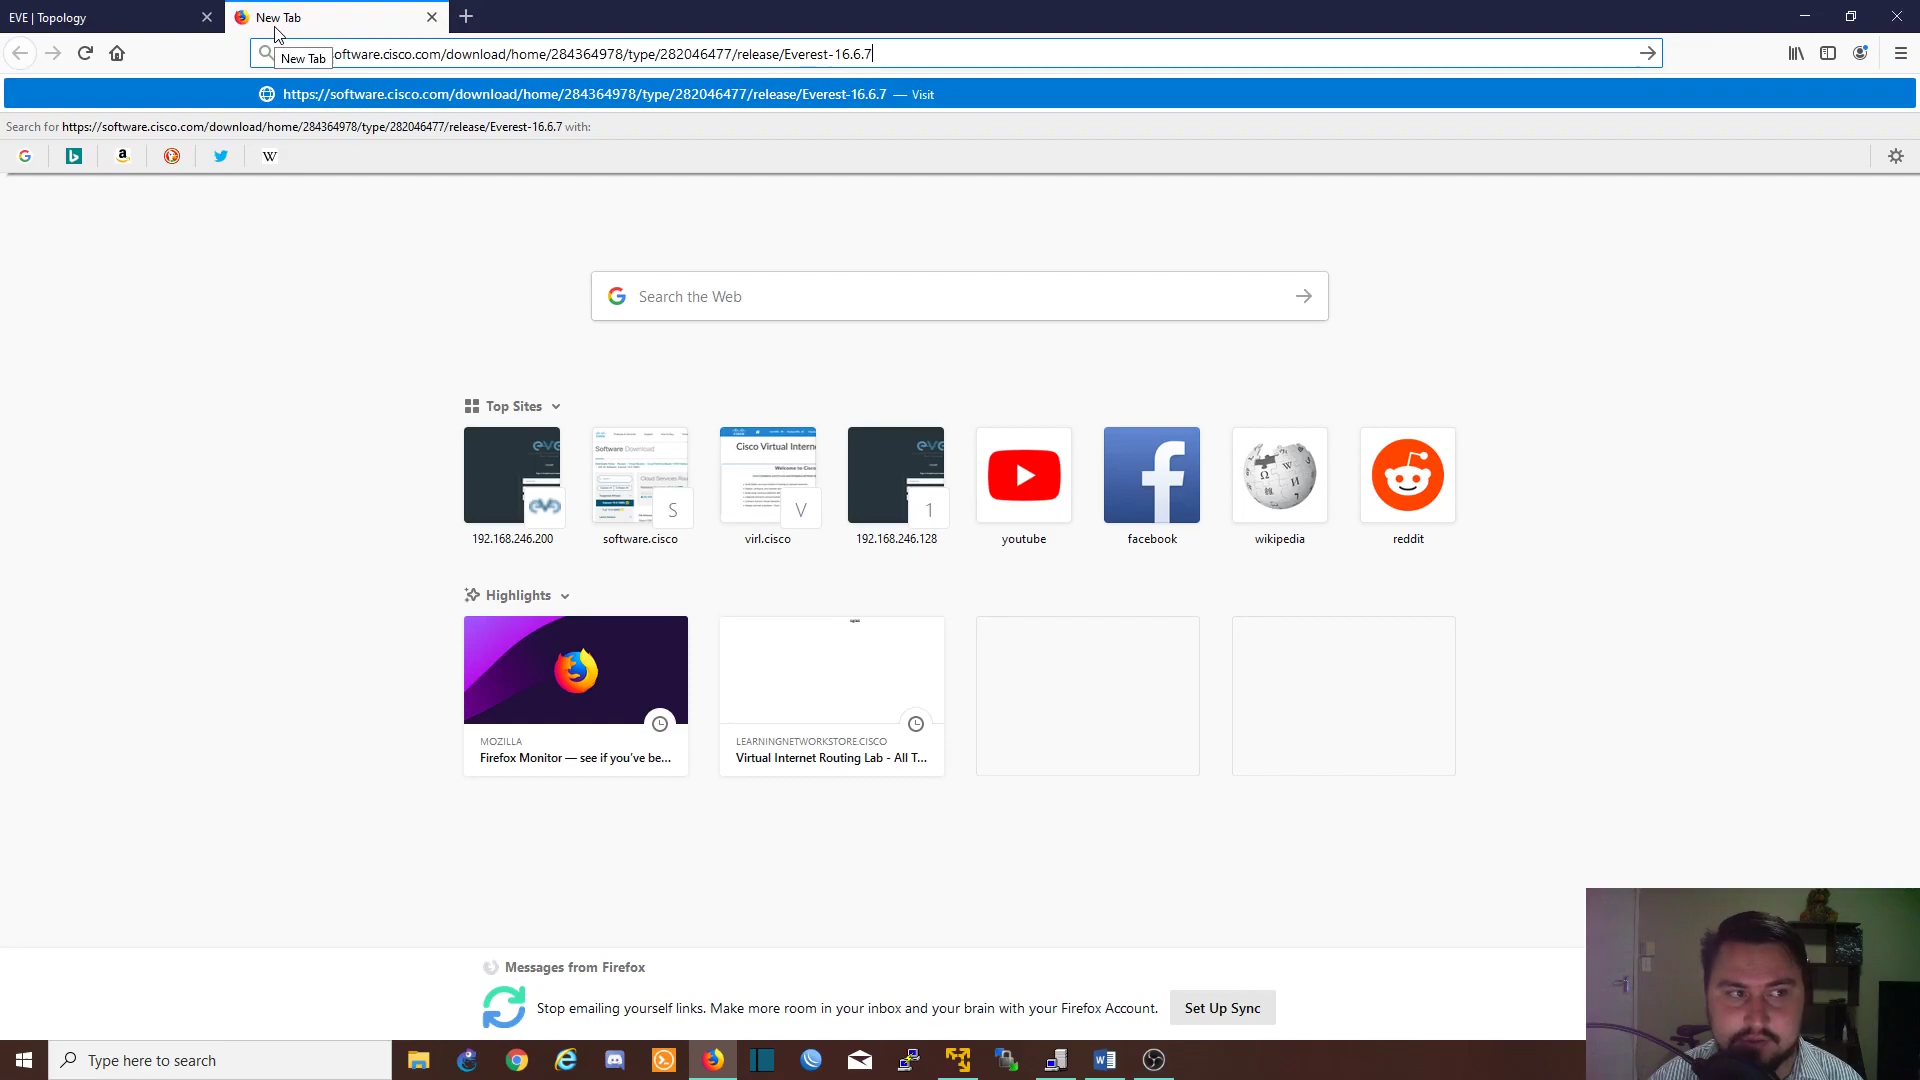 EVE | Topology
New Tab
oftware.cisco.com/download/home/284364978/type/282046477/release/Everest-16.6.7
New Tab
https://software.cisco.com/download/home/284364978/type/282046477/release/Everest-16.6.7 — Visit
Search for https://software.cisco.com/download/home/284364978/type/282046477/release/Everest-16.6.7 with:
Search the Web
Top Sites
Software Download
Cisco Virtual Intern
S
V
1
192.168.246.200
software.cisco
virl.cisco
192.168.246.128
youtube
facebook
wikipedia
reddit
Highlights
MOZILLA
Firefox Monitor — see if you've be...
LEARNINGNETWORKSTORE.CISCO
Virtual Internet Routing Lab - All T...
Messages from Firefox
Stop emailing yourself links. Make more room in your inbox and your brain with your Firefox Account.
Set Up Sync
Type here to search